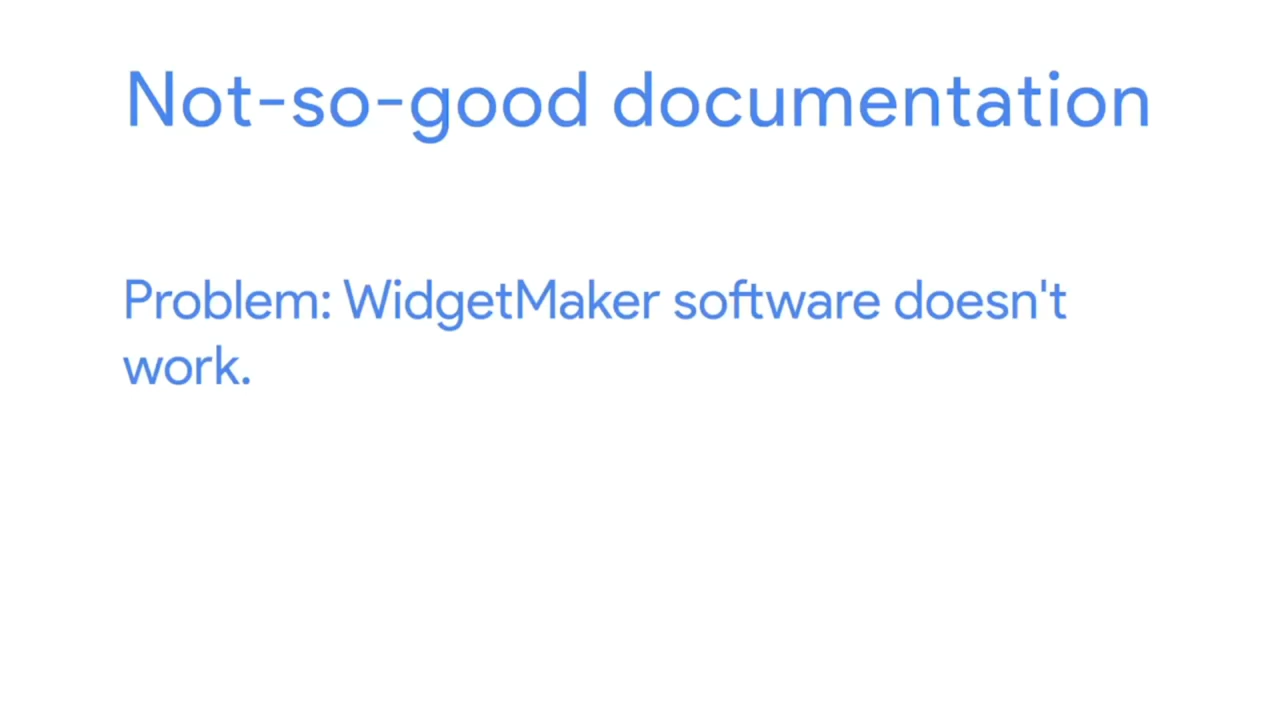 Not-so-good documentation
Problem: WidgetMaker software doesn't
work.